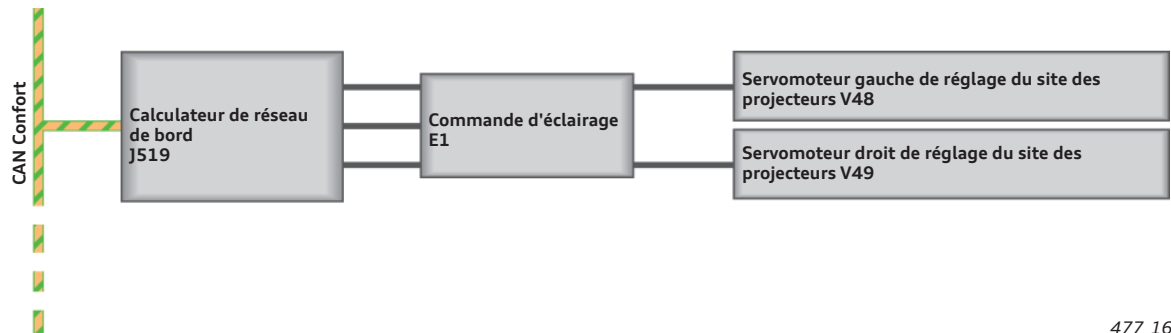 CAN Confort
Calculateur de réseau
de bord
J519
Commande d'éclairage
E1
Servomoteur gauche de réglage du site des
projecteurs V48
Servomoteur droit de réglage du site des
projecteurs V49
477_16